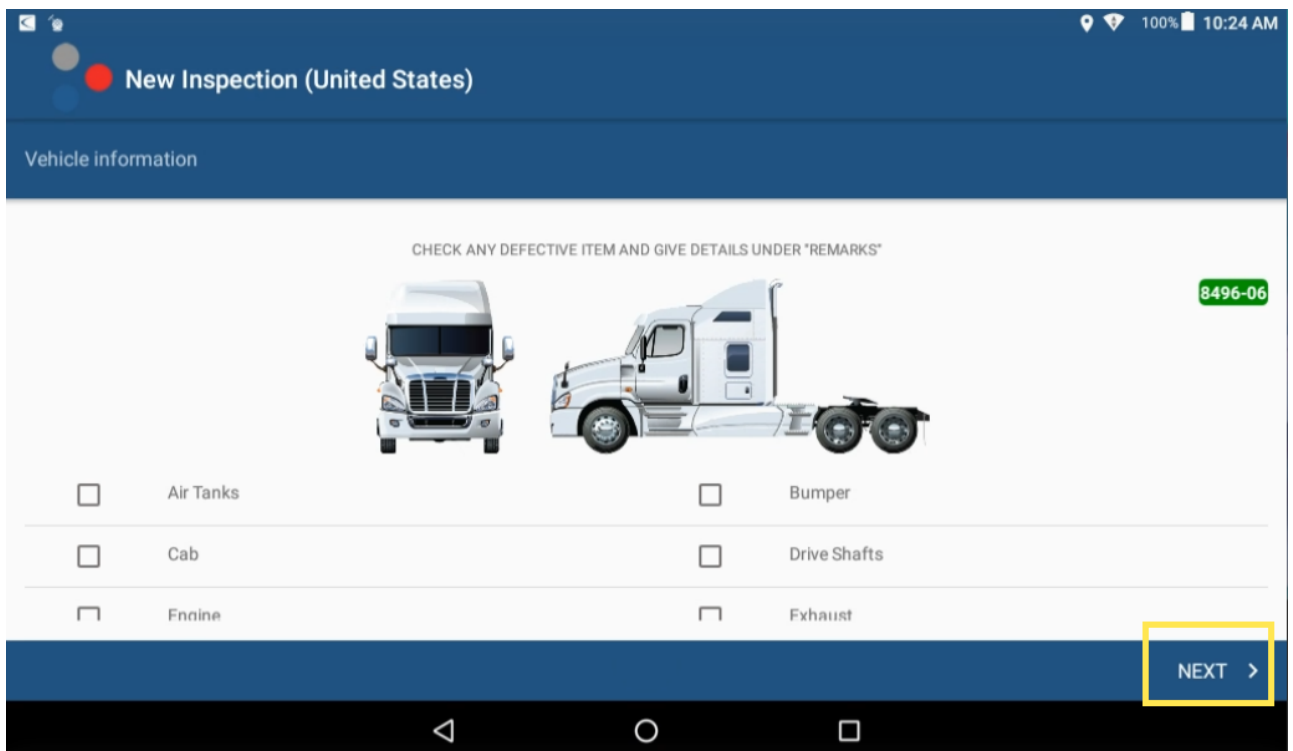 100% 10:24 AM
New Inspection (United States)
Vehicle information
CHECK ANY DEFECTIVE ITEM AND GIVE DETAILS UNDER "REMARKS"
8496-06
Air Tanks Bumper
Cab Drive Shafts
Engine Exhaust
NEXT